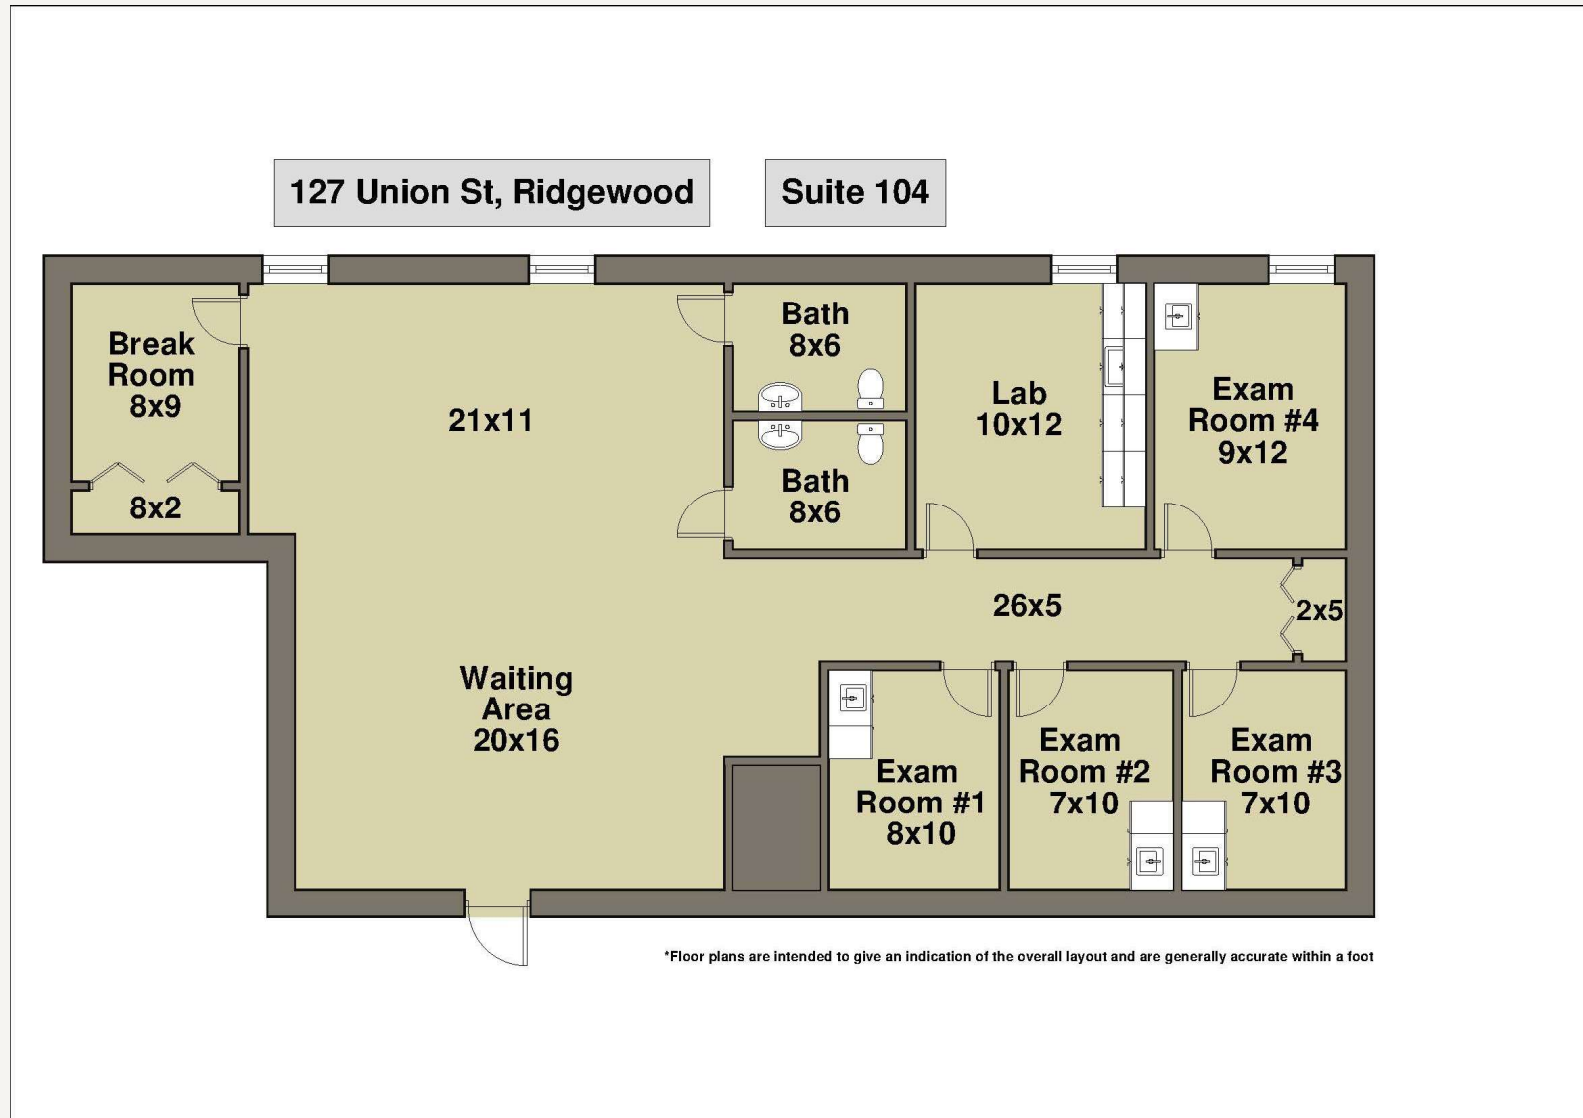 127 Union St, Ridgewood
Suite 104
Break
Room
8x9
8x2
21x11
Bath
8x6
Bath
8x6
Lab
10x12
Exam
Room #4
9x12
26x5
2x5
Waiting
Area
20x16
Exam
Room #1
8x10
Exam
Room #2
7x10
Exam
Room #3
7x10
*Floor plans are intended to give an indication of the overall layout and are generally accurate within a foot